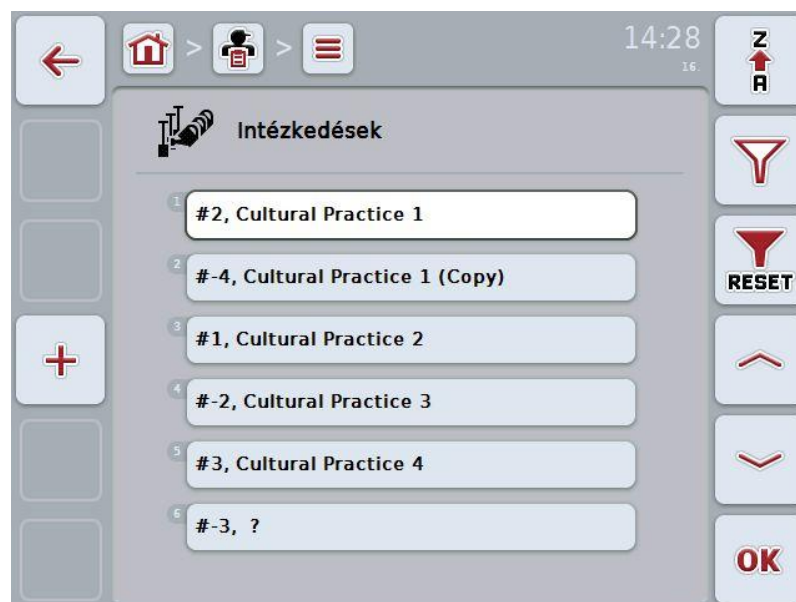 14:28
16.
Z
A
Intézkedések
1
#2, Cultural Practice 1
2
#-4, Cultural Practice 1 (Copy)
RESET
3
#1, Cultural Practice 2
4
#-2, Cultural Practice 3
5
#3, Cultural Practice 4
6
#-3, ?
OK